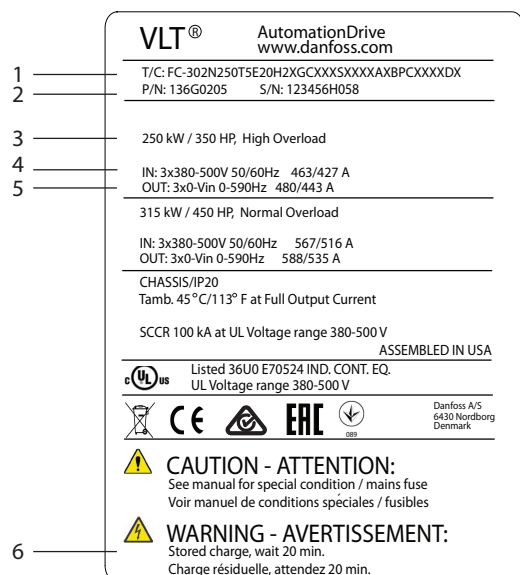 VLT® AutomationDrive
www.danfoss.com
1 T/C: FC-302N250T5E20H2XGCXXXSXXXXAXBPCXXXXDX
2 P/N: 136G0205 S/N: 123456H058
3 250 kW / 350 HP, High Overload
4 IN: 3x380-500V 50/60Hz 463/427 A
5 OUT: 3x0-Vin 0-590Hz 480/443 A
315 kW / 450 HP, Normal Overload
IN: 3x380-500V 50/60Hz 567/516 A
OUT: 3x0-Vin 0-590Hz 588/535 A
CHASSIS/IP20
Tamb. 45°C/113° F at Full Output Current
SCCR 100 kA at UL Voltage range 380-500 V
ASSEMBLED IN USA
c UL us Listed 36U0 E70524 IND. CONT. EQ.
UL Voltage range 380-500 V
CE EAC 089
Danfoss A/S
6430 Nordborg
Denmark
CAUTION - ATTENTION:
See manual for special condition / mains fuse
Voir manuel de conditions spéciales / fusibles
WARNING - AVERTISSEMENT:
6 Stored charge, wait 20 min.
Charge résiduelle, attendez 20 min.